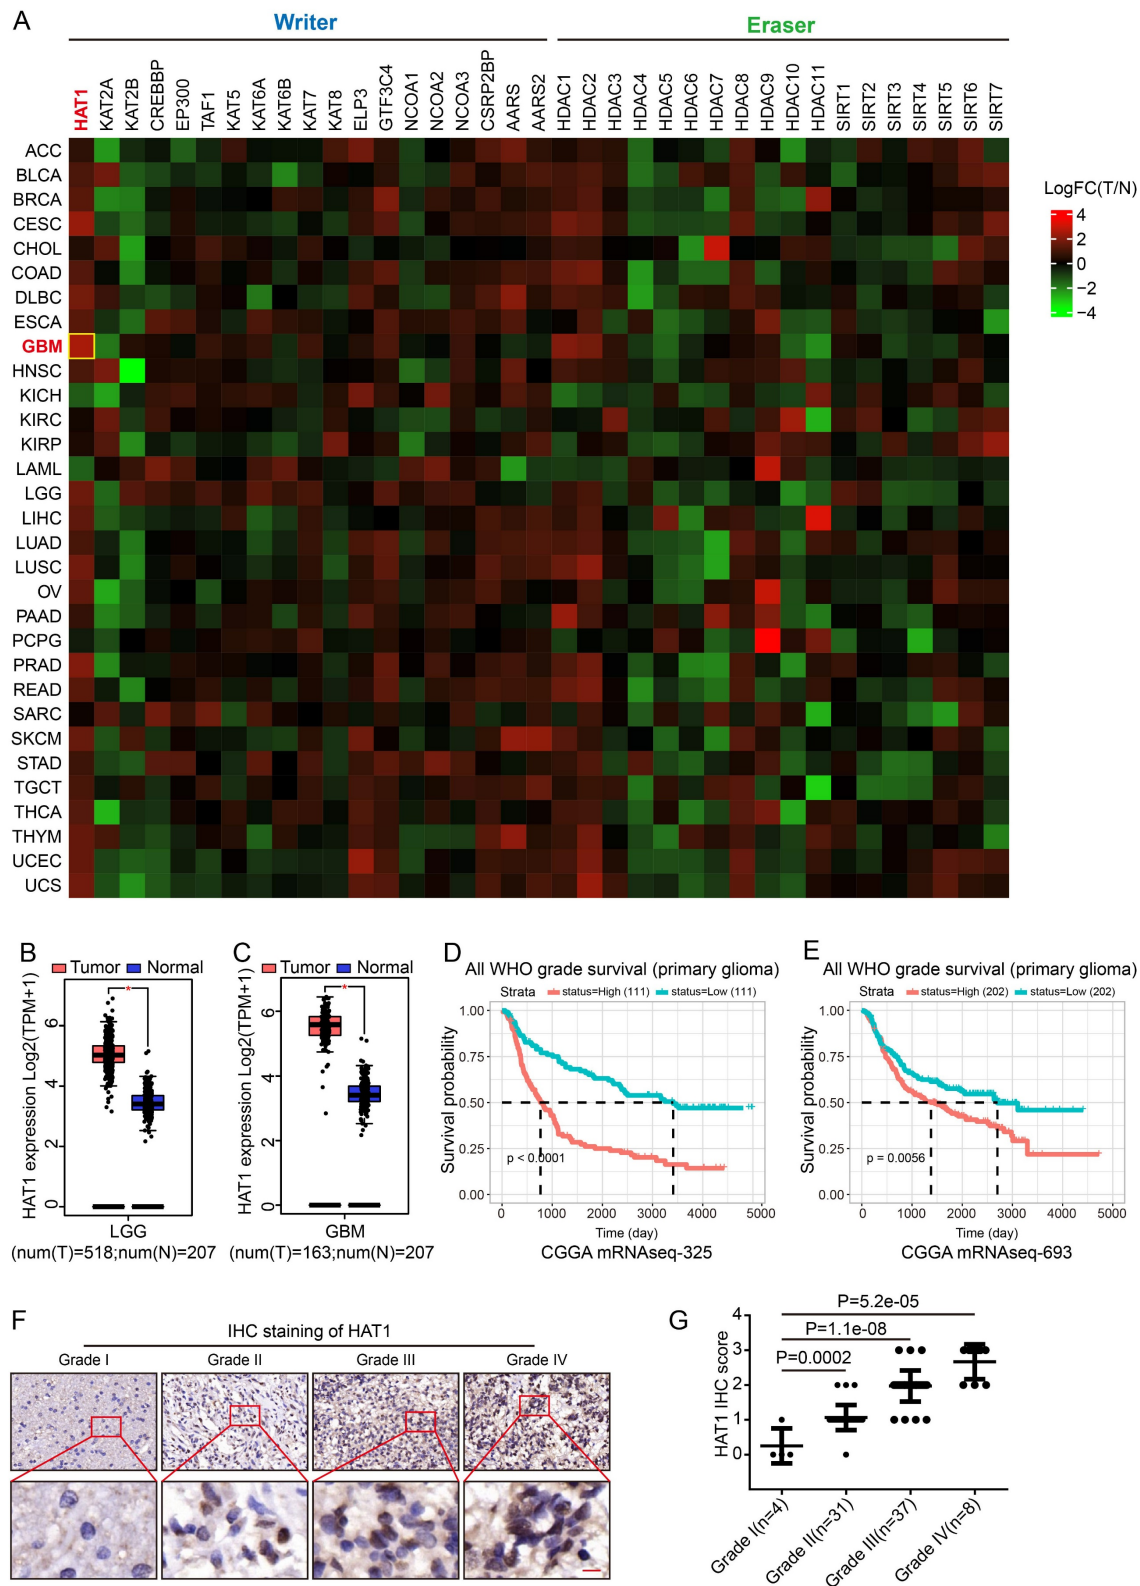 A
Writer
Eraser
HAT1 KAT2A KAT2B CREBBP EP300 TAF1 KAT5 KAT6A KAT6B KAT7 KAT8 ELP3 GTF3C4 NCOA1 NCOA2 NCOA3 CSRP2BP AARS AARS2 HDAC1 HDAC2 HDAC3 HDAC5 HDAC6 HDAC7 HDAC8 HDAC9 HDAC10 HDAC11 SIRT1 SIRT2 SIRT3 SIRT4 SIRT5 SIRT6 SIRT7
ACC
BLCA
BRCA
CESC
CHOL
COAD
DLBC
ESCA
GBM
HNSC
KICH
KIRC
KIRP
LAML
LGG
LIHC
LUAD
LUSC
OV
PAAD
PCPG
PRAD
READ
SARC
SKCM
STAD
TGCT
THCA
THYM
UCEC
UCS
LogFC(T/N)
4
2
0
−2
−4
B
Tumor Normal
HAT1 expression Log2(TPM+1)
6
4
2
0
*
LGG
(num(T)=518;num(N)=207)
C
Tumor Normal
HAT1 expression Log2(TPM+1)
6
4
2
0
*
GBM
(num(T)=163;num(N)=207)
D
All WHO grade survival (primary glioma)
Strata status=High (111) status=Low (111)
Survival probability
1.00
0.75
0.50
0.25
0.00
p < 0.0001
0 1000 2000 3000 4000 5000
Time (day)
CGGA mRNAseq-325
E
All WHO grade survival (primary glioma)
Strata status=High (202) status=Low (202)
Survival probability
1.00
0.75
0.50
0.25
0.00
p = 0.0056
0 1000 2000 3000 4000 5000
Time (day)
CGGA mRNAseq-693
F
IHC staining of HAT1
Grade I Grade II Grade III Grade IV
G
HAT1 IHC score
4
3
2
1
0
P=5.2e-05
P=1.1e-08
P=0.0002
Grade I(n=4) Grade II(n=31) Grade III(n=37) Grade IV(n=8)